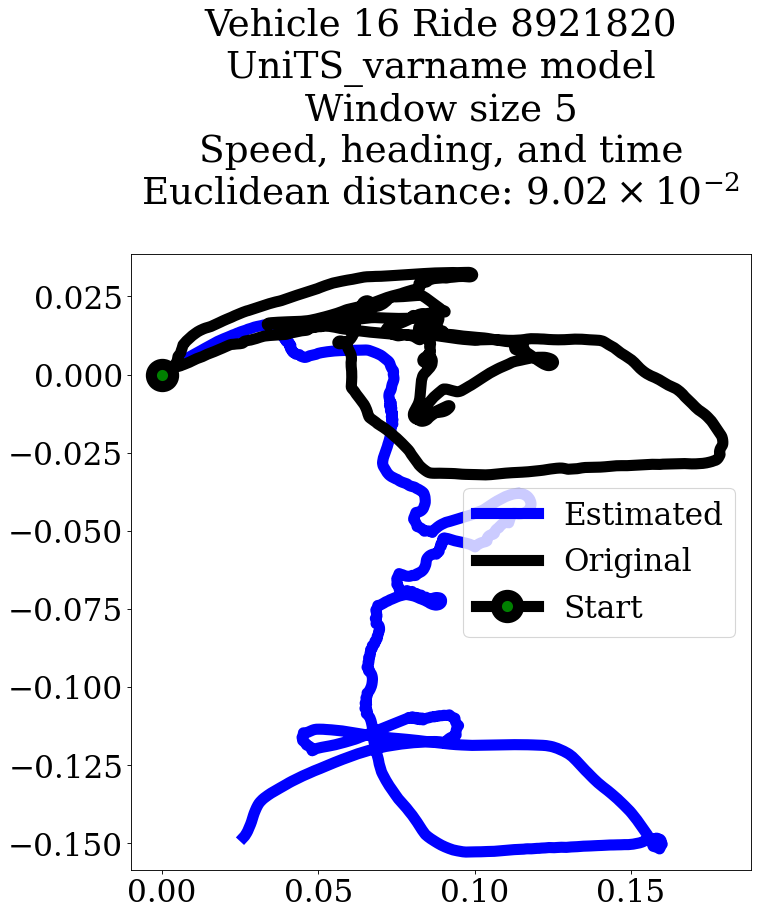 Vehicle 16 Ride 8921820
UniTS_varname model
Window size 5
Speed, heading, and time
Euclidean distance: 9.02 × 10⁻²
0.025
0.000
−0.025
−0.050
−0.075
−0.100
−0.125
−0.150
Estimated
Original
Start
0.00 0.05 0.10 0.15